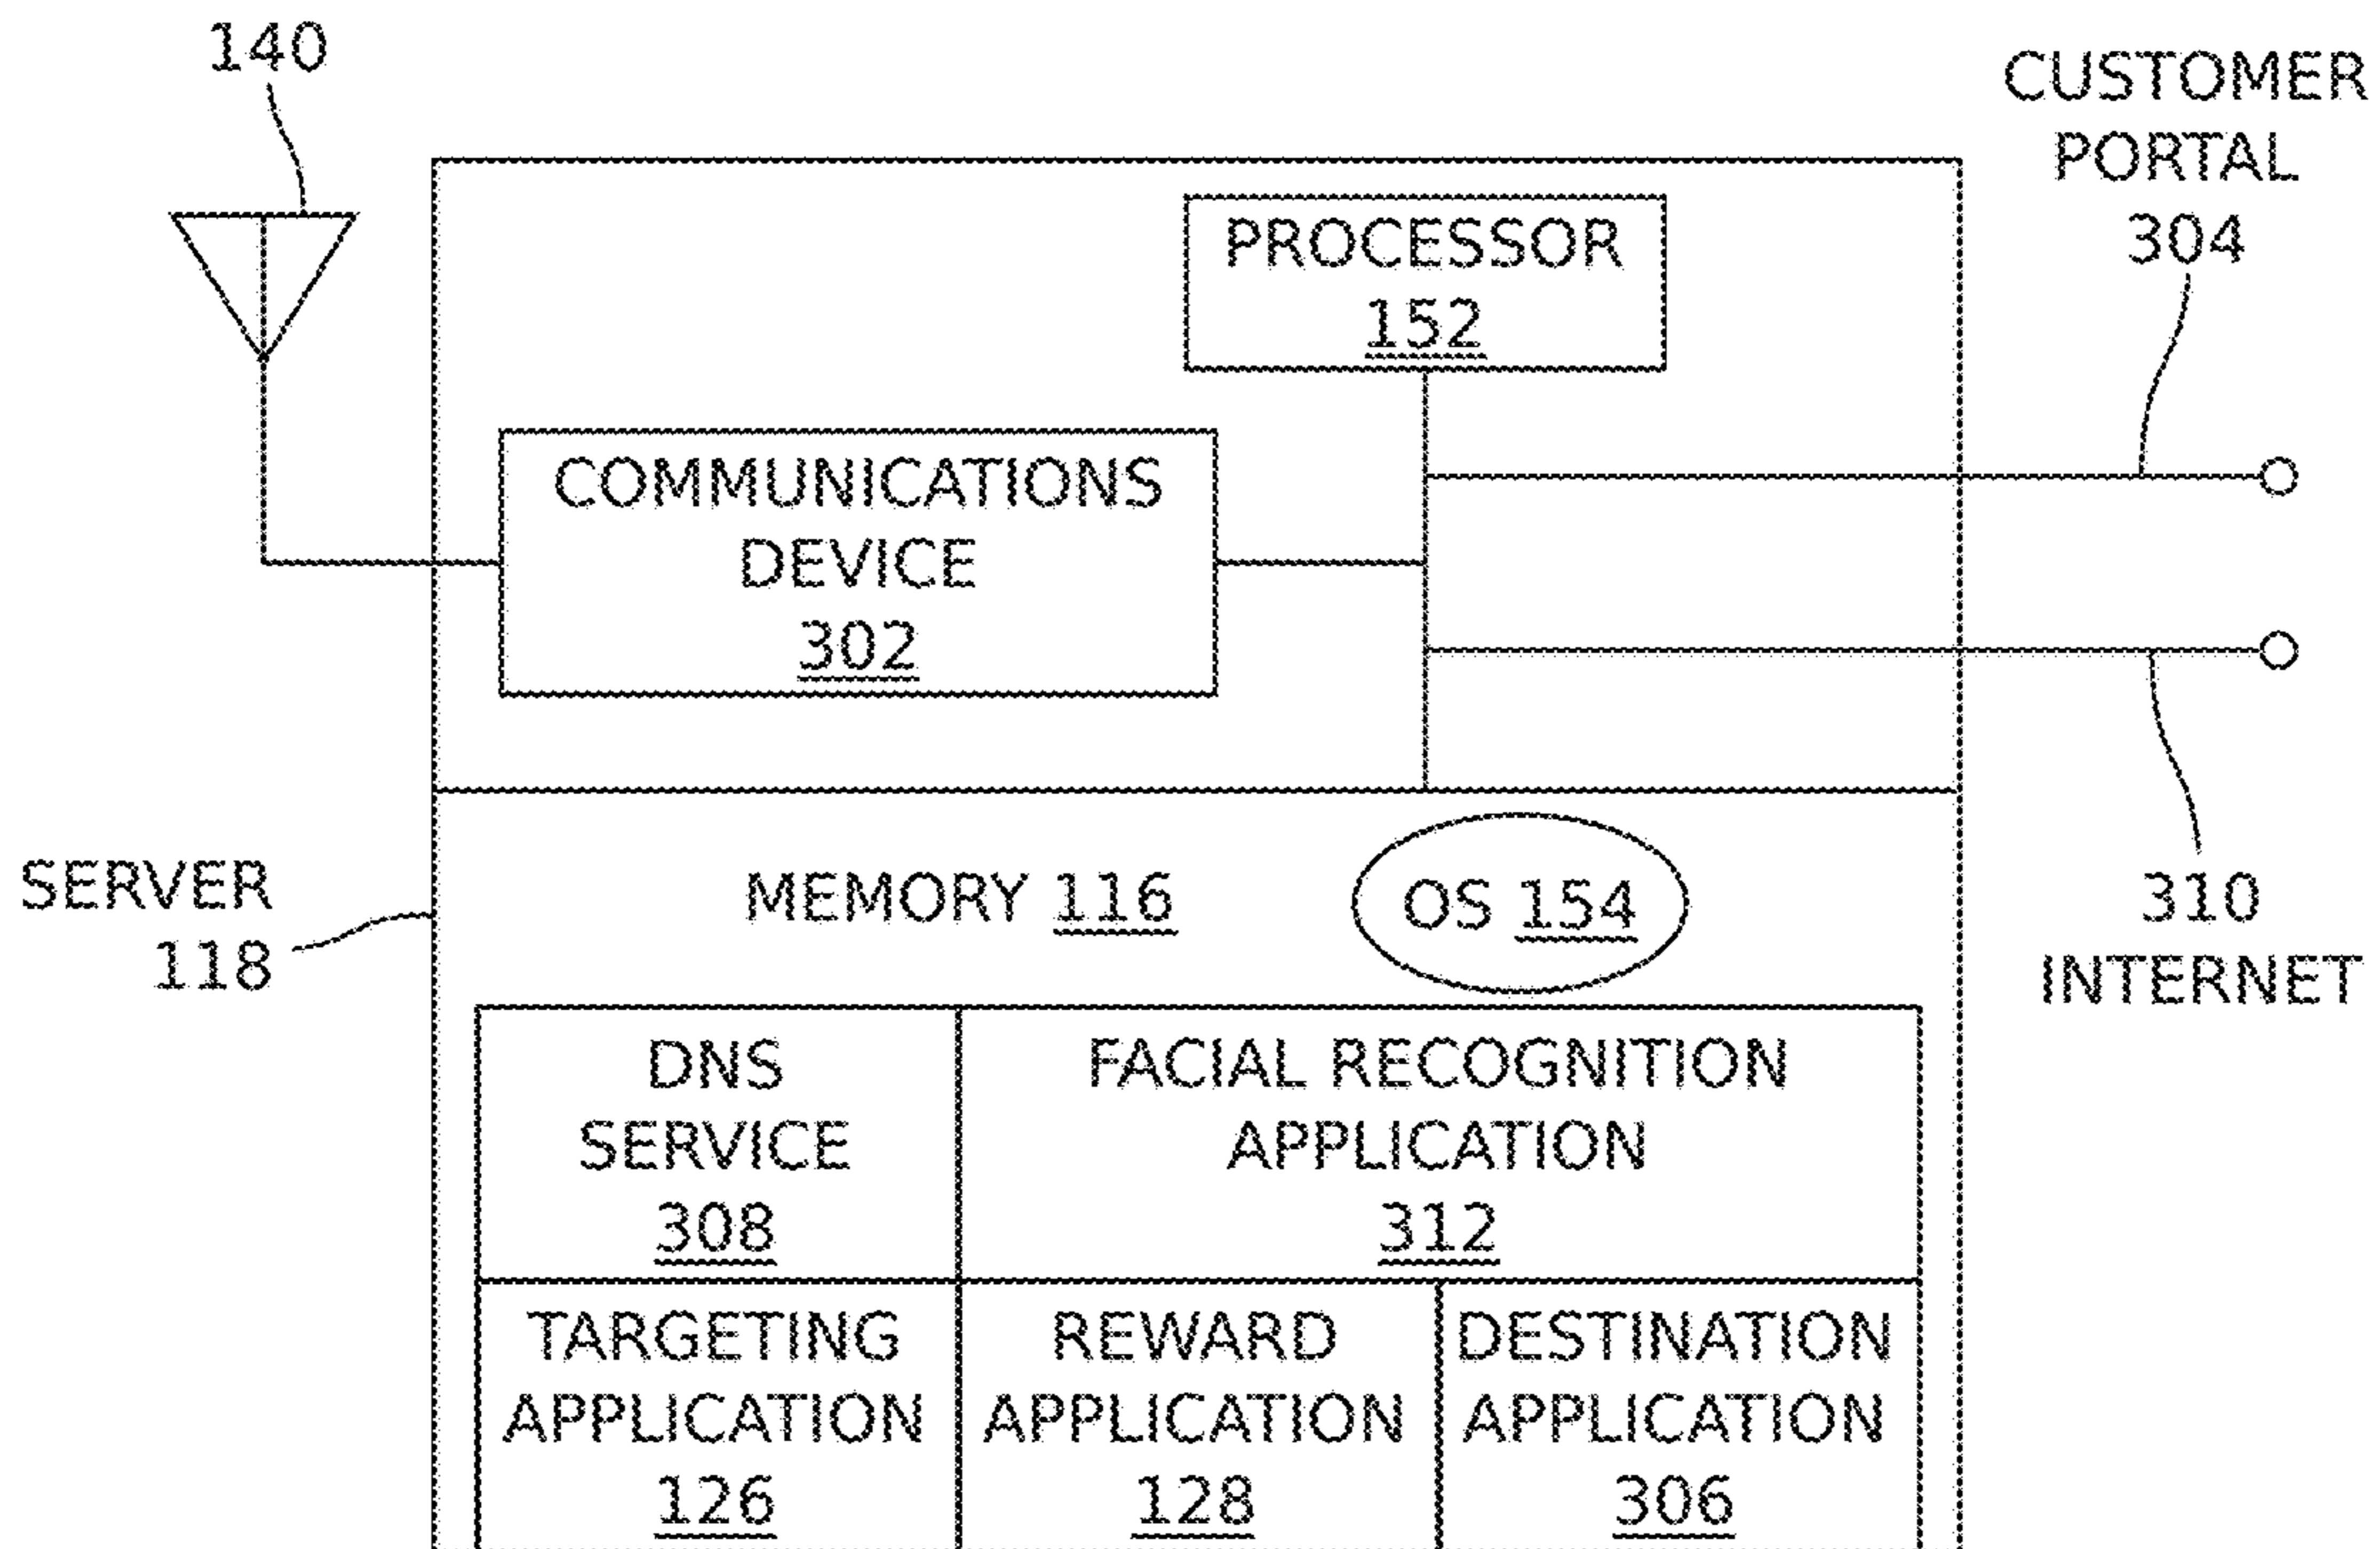 140
CUSTOMER
PORTAL
304
PROCESSOR
152
COMMUNICATIONS
DEVICE
302
SERVER
118
MEMORY 116
OS 154
310
INTERNET
DNS
SERVICE
308
FACIAL RECOGNITION
APPLICATION
312
TARGETING
APPLICATION
126
REWARD
APPLICATION
128
DESTINATION
APPLICATION
306